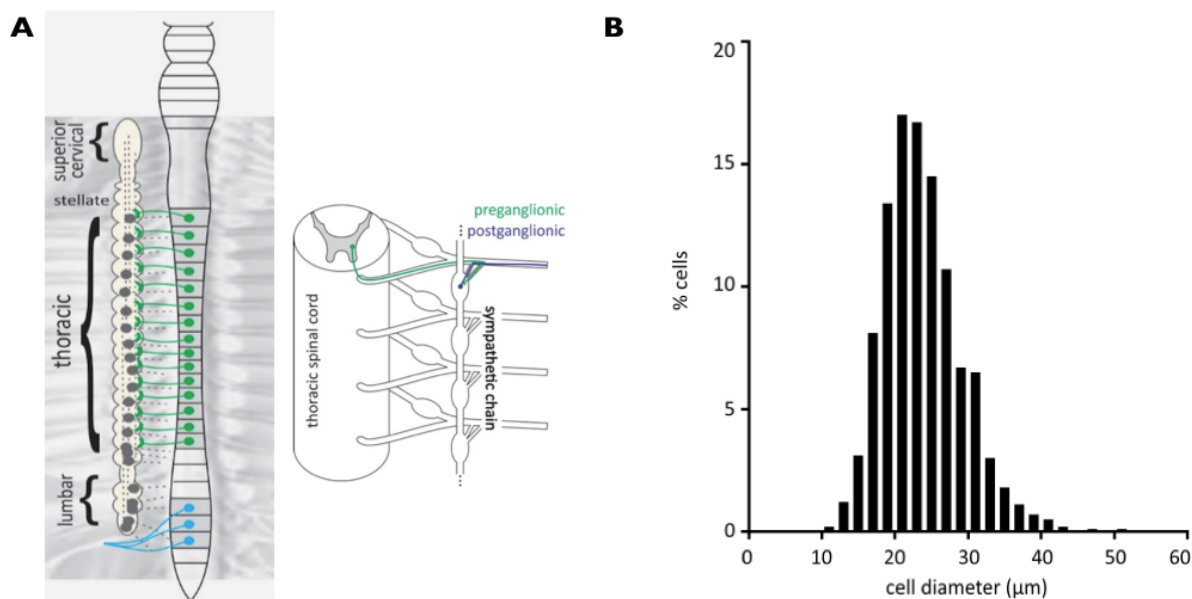 A
superior
cervical
stellate
thoracic
lumbar
preganglionic
postganglionic
thoracic spinal cord
sympathetic chain
B
20
15
10
5
0
% cells
0 10 20 30 40 50 60
cell diameter (μm)